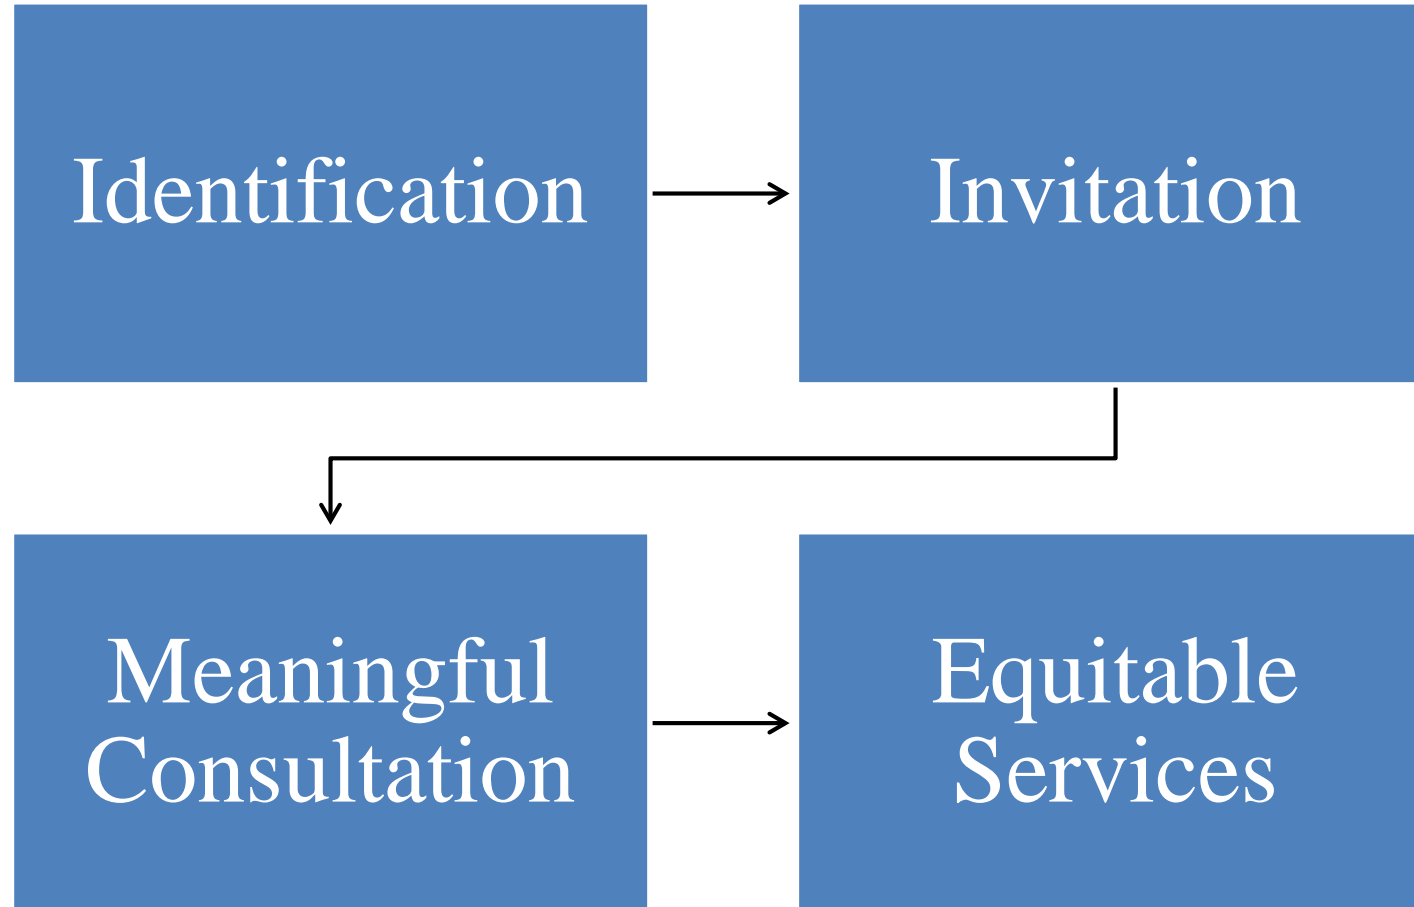 Identification
Invitation
Meaningful
Consultation
Equitable
Services